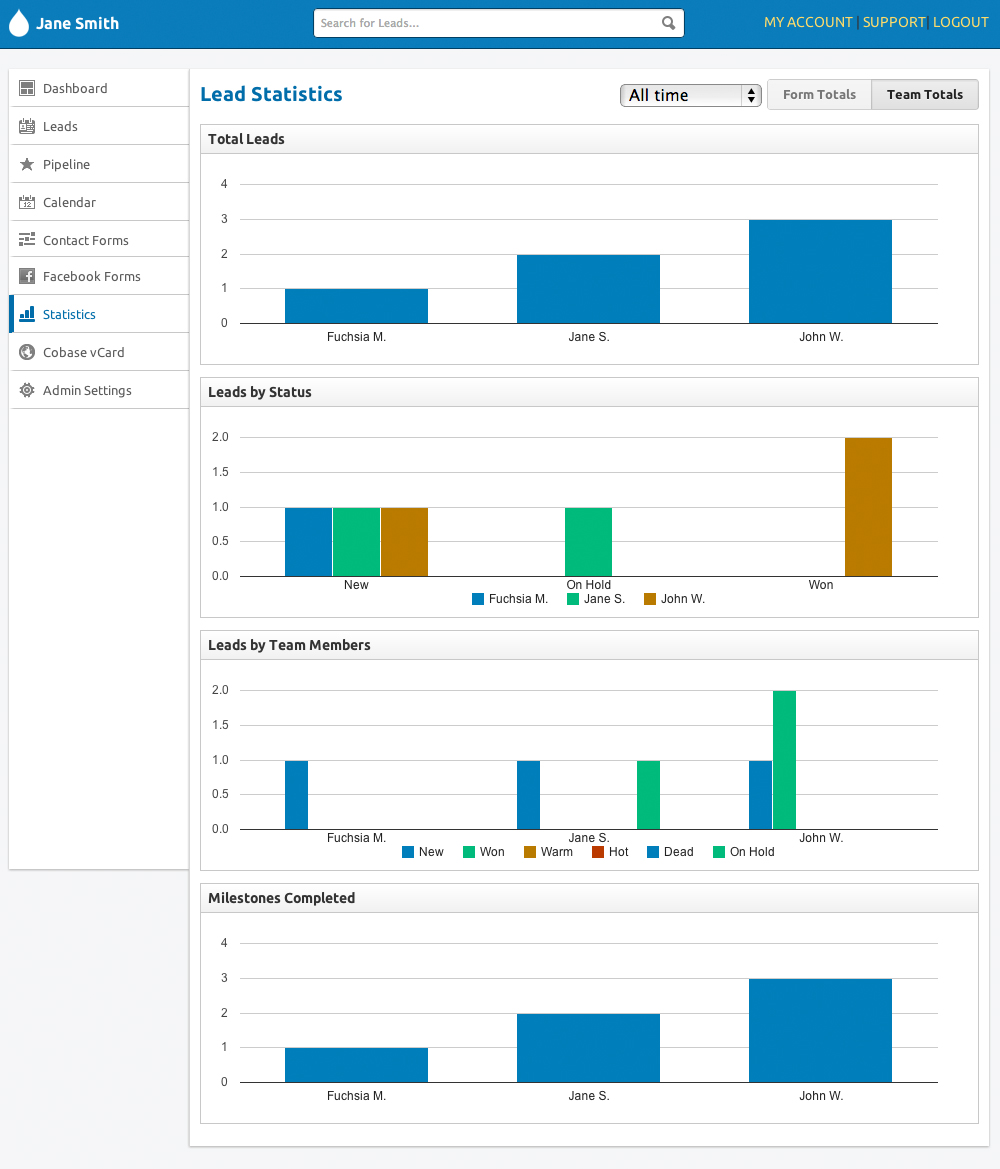 Jane Smith
Search for Leads...
MY ACCOUNT | SUPPORT | LOGOUT
Dashboard
Leads
Pipeline
Calendar
Contact Forms
Facebook Forms
Statistics
Cobase vCard
Admin Settings
Lead Statistics
All time
Form Totals
Team Totals
Total Leads
4
3
2
1
0
Fuchsia M. Jane S. John W.
Leads by Status
2.0
1.5
1.0
0.5
0.0
New On Hold Won
Fuchsia M. Jane S. John W.
Leads by Team Members
2.0
1.5
1.0
0.5
0.0
Fuchsia M. Jane S. John W.
New Won Warm Hot Dead On Hold
Milestones Completed
4
3
2
1
0
Fuchsia M. Jane S. John W.